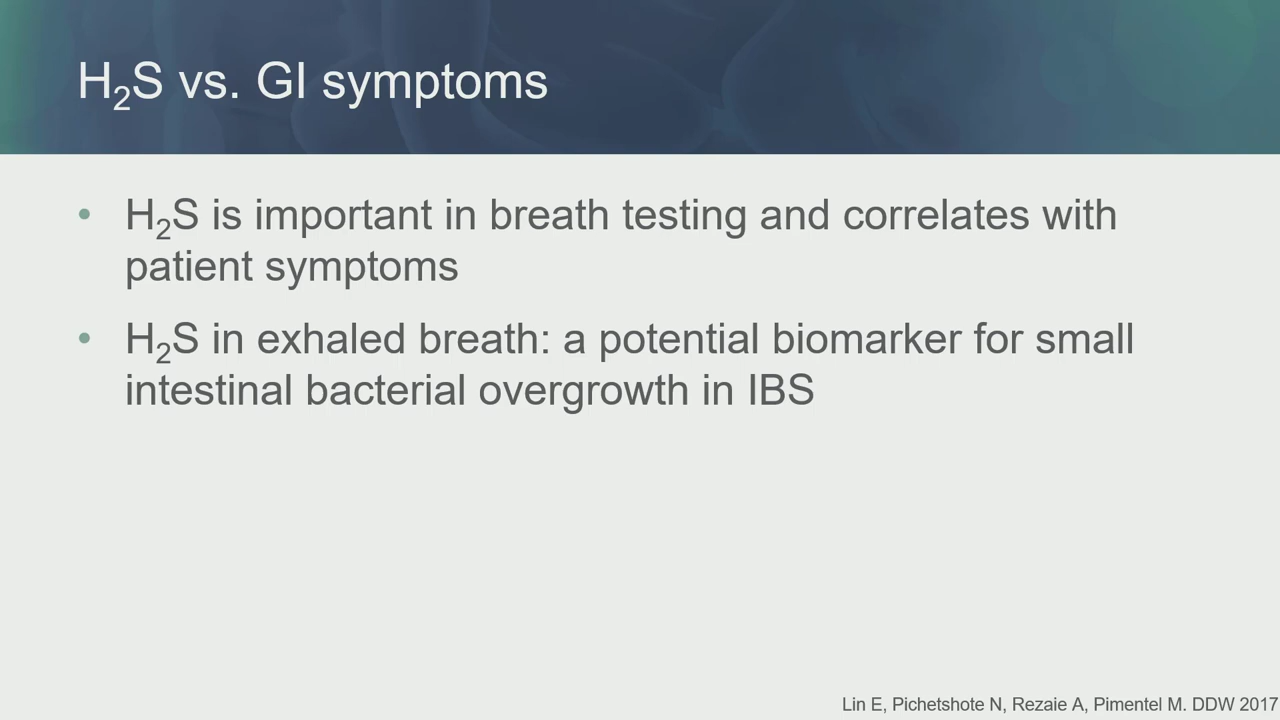 H₂S vs. GI symptoms
• H₂S is important in breath testing and correlates with
patient symptoms
• H₂S in exhaled breath: a potential biomarker for small
intestinal bacterial overgrowth in IBS
Lin E, Pichetshote N, Rezaie A, Pimentel M. DDW 2017